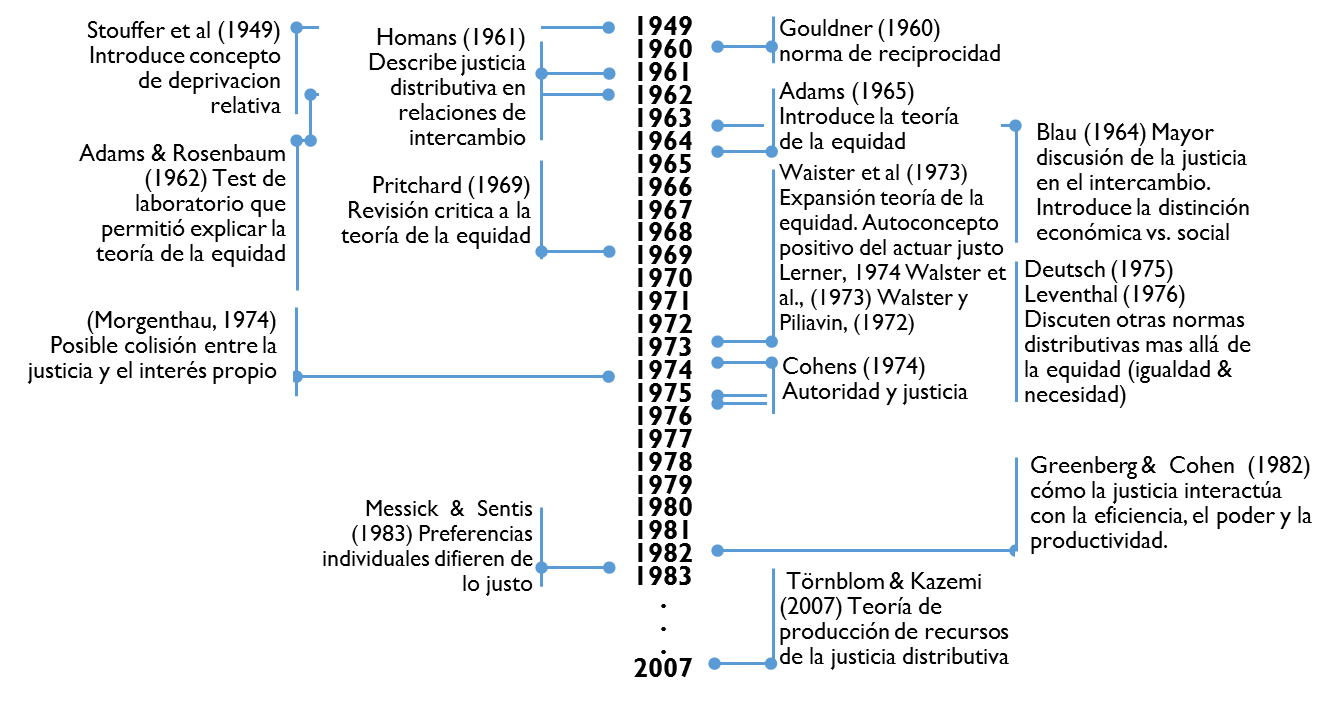 Stouffer et al (1949)
Introduce concepto
de deprivacion
relativa
Adams & Rosenbaum
(1962) Test de
laboratorio que
permitió explicar la
teoría de la equidad
(Morgenthau, 1974)
Posible colisión entre la
justicia y el interés propio
Homans (1961)
Describe justicia
distributiva en
relaciones de
intercambio
Pritchard (1969)
Revisión critica a la
teoría de la equidad
Messick & Sentis
(1983) Preferencias
individuales difieren de
lo justo
1949
1960
1961
1962
1963
1964
1965
1966
1967
1968
1969
1970
1971
1972
1973
1974
1975
1976
1977
1978
1979
1980
1981
1982
1983
.
.
.
2007
Gouldner (1960)
norma de reciprocidad
Adams (1965)
Introduce la teoría
de la equidad
Waister et al (1973)
Expansión teoría de la
equidad. Autoconcepto
positivo del actuar justo
Lerner, 1974 Walster et
al., (1973) Walster y
Piliavin, (1972)
Cohens (1974)
Autoridad y justicia
Törnblom & Kazemi
(2007) Teoría de
producción de recursos
de la justicia distributiva
Blau (1964) Mayor
discusión de la justicia
en el intercambio.
Introduce la distinción
económica vs. social
Deutsch (1975)
Leventhal (1976)
Discuten otras normas
distributivas mas allá de
la equidad (igualdad &
necesidad)
Greenberg & Cohen (1982)
cómo la justicia interactúa
con la eficiencia, el poder y la
productividad.